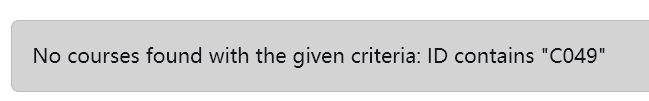 No courses found with the given criteria: ID contains "C049"